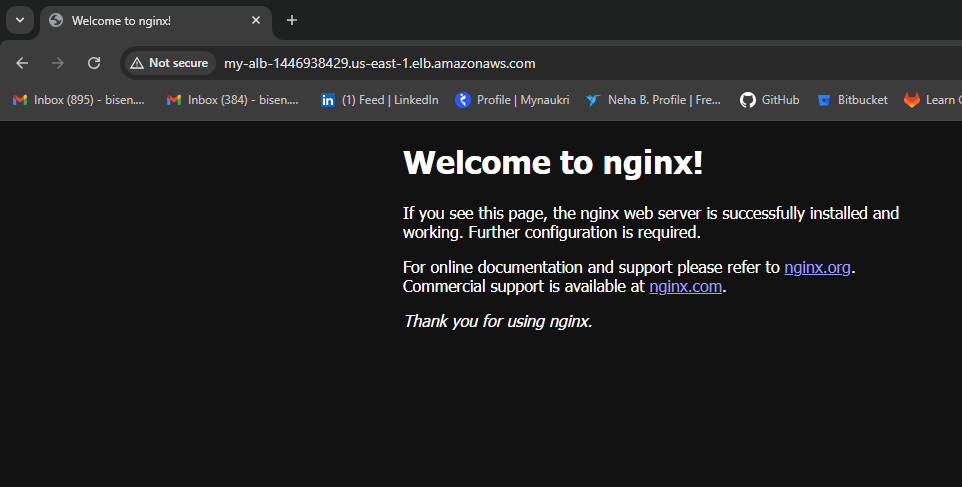 Welcome to nginx!
Not secure my-alb-1446938429.us-east-1.elb.amazonaws.com
Inbox (895) - bisen.... Inbox (384) - bisen.... (1) Feed | LinkedIn Profile | Mynaukri Neha B. Profile | Fre... GitHub Bitbucket Learn
Welcome to nginx!
If you see this page, the nginx web server is successfully installed and
working. Further configuration is required.
For online documentation and support please refer to nginx.org.
Commercial support is available at nginx.com.
Thank you for using nginx.